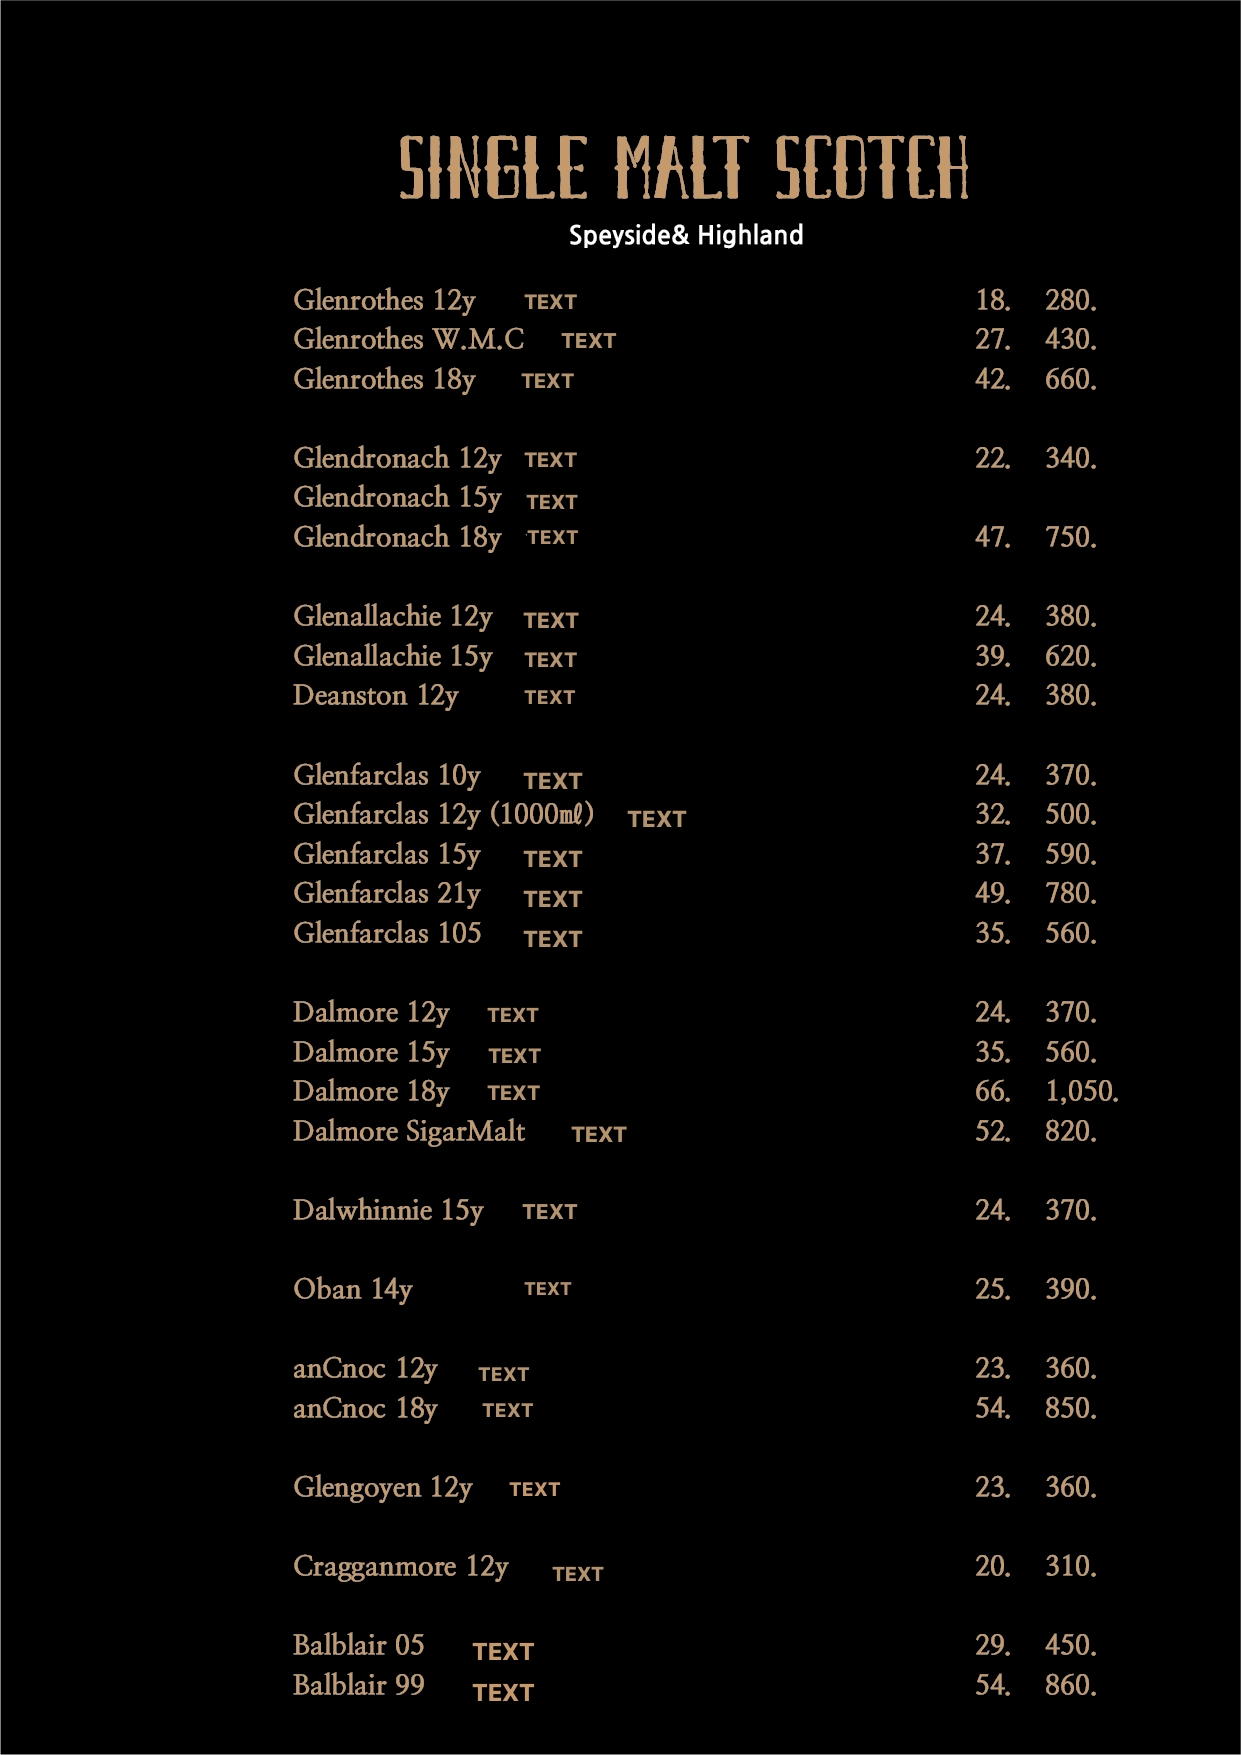 SINGLE MALT SCOTCH
Speyside& Highland
Glenrothes 12y TEXT 18. 280.
Glenrothes W.M.C TEXT 27. 430.
Glenrothes 18y TEXT 42. 660.
Glendronach 12y TEXT 22. 340.
Glendronach 15y TEXT
Glendronach 18y TEXT 47. 750.
Glenallachie 12y TEXT 24. 380.
Glenallachie 15y TEXT 39. 620.
Deanston 12y TEXT 24. 380.
Glenfarclas 10y TEXT 24. 370.
Glenfarclas 12y (1000㎖) TEXT 32. 500.
Glenfarclas 15y TEXT 37. 590.
Glenfarclas 21y TEXT 49. 780.
Glenfarclas 105 TEXT 35. 560.
Dalmore 12y TEXT 24. 370.
Dalmore 15y TEXT 35. 560.
Dalmore 18y TEXT 66. 1,050.
Dalmore SigarMalt TEXT 52. 820.
Dalwhinnie 15y TEXT 24. 370.
Oban 14y TEXT 25. 390.
anCnoc 12y TEXT 23. 360.
anCnoc 18y TEXT 54. 850.
Glengoyen 12y TEXT 23. 360.
Cragganmore 12y TEXT 20. 310.
Balblair 05 TEXT 29. 450.
Balblair 99 TEXT 54. 860.